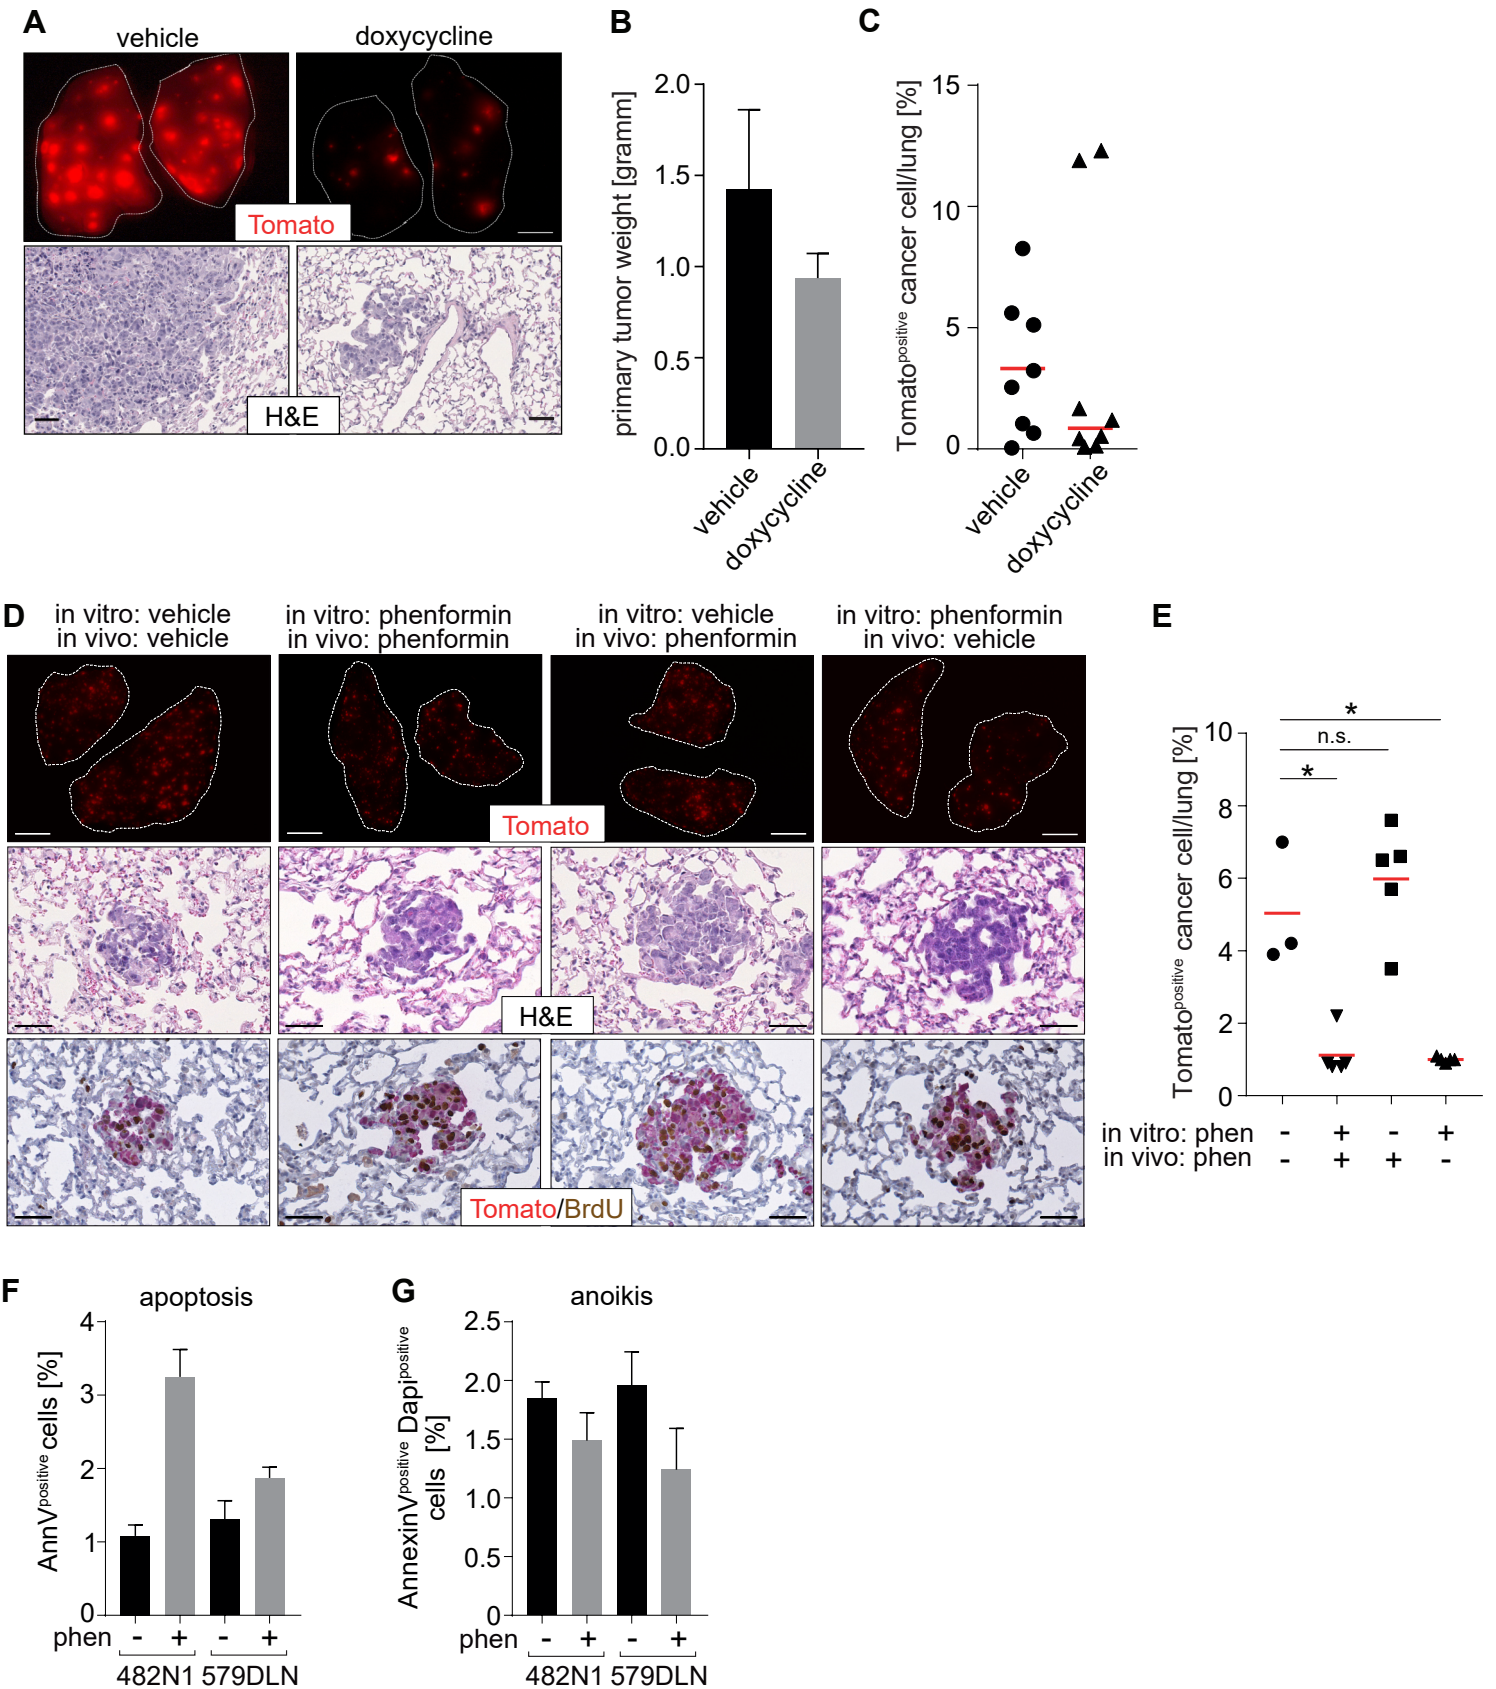 A
vehicle
doxycycline
Tomato
H&E
B
primary tumor weight [gramm]
2.0
1.5
1.0
0.5
0.0
vehicle
doxycycline
C
Tomatopositive cancer cell/lung [%]
15
10
5
0
vehicle
doxycycline
D
in vitro: vehicle
in vivo: vehicle
in vitro: phenformin
in vivo: phenformin
in vitro: vehicle
in vivo: phenformin
in vitro: phenformin
in vivo: vehicle
Tomato
H&E
Tomato/BrdU
E
Tomatopositive cancer cell/lung [%]
10
8
6
4
2
0
*
n.s.
*
in vitro: phen - + - +
in vivo: phen - + + -
F
apoptosis
AnnVpositive cells [%]
4
3
2
1
0
phen - + - +
482N1 579DLN
G
anoikis
AnnexinVpositive Dapipositive
cells [%]
2.5
2.0
1.5
1.0
0.5
0
phen - + - +
482N1 579DLN